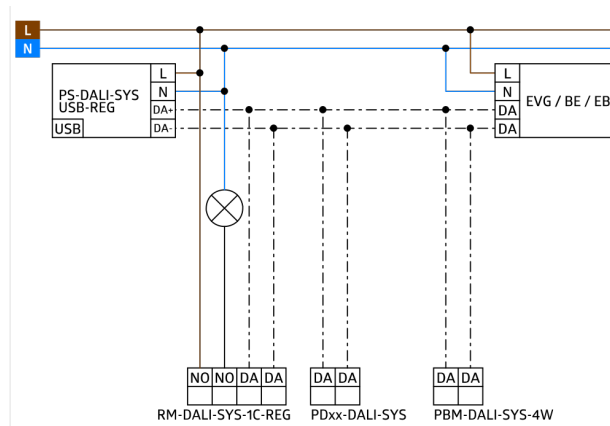 L
N
PS-DALI-SYS
USB-REG
USB
L
N
DA+
DA-
L
N
DA
DA
EVG / BE / EB
NO NO DA DA
DA DA
DA DA
RM-DALI-SYS-1C-REG
PDxx-DALI-SYS
PBM-DALI-SYS-4W